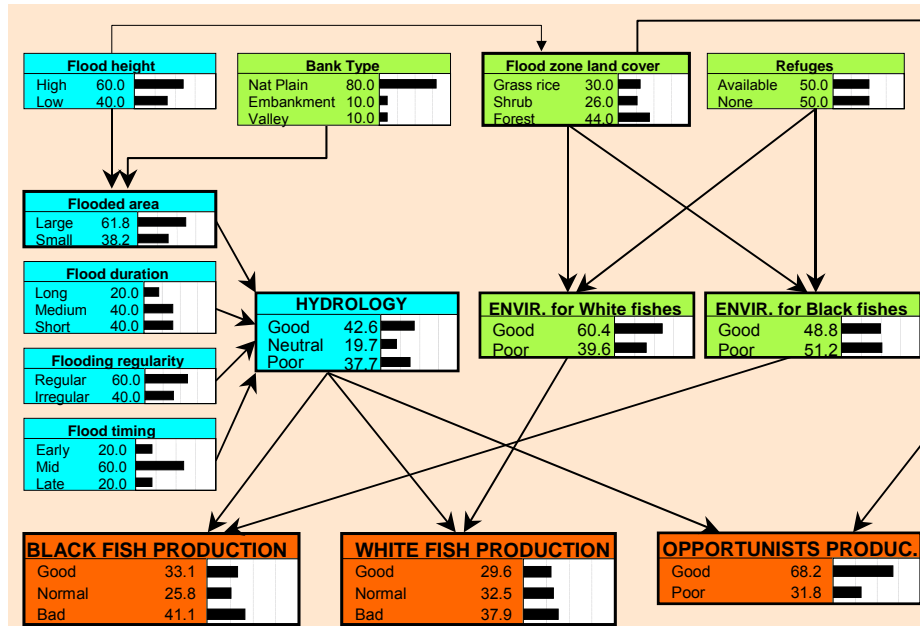 Flood height
High 60.0
Low 40.0
Bank Type
Nat Plain 80.0
Embankment 10.0
Valley 10.0
Flood zone land cover
Grass rice 30.0
Shrub 26.0
Forest 44.0
Refuges
Available 50.0
None 50.0
Flooded area
Large 61.8
Small 38.2
Flood duration
Long 20.0
Medium 40.0
Short 40.0
Flooding regularity
Regular 60.0
Irregular 40.0
Flood timing
Early 20.0
Mid 60.0
Late 20.0
HYDROLOGY
Good 42.6
Neutral 19.7
Poor 37.7
ENVIR. for White fishes
Good 60.4
Poor 39.6
ENVIR. for Black fishes
Good 48.8
Poor 51.2
BLACK FISH PRODUCTION
Good 33.1
Normal 25.8
Bad 41.1
WHITE FISH PRODUCTION
Good 29.6
Normal 32.5
Bad 37.9
OPPORTUNISTS PRODUC.
Good 68.2
Poor 31.8